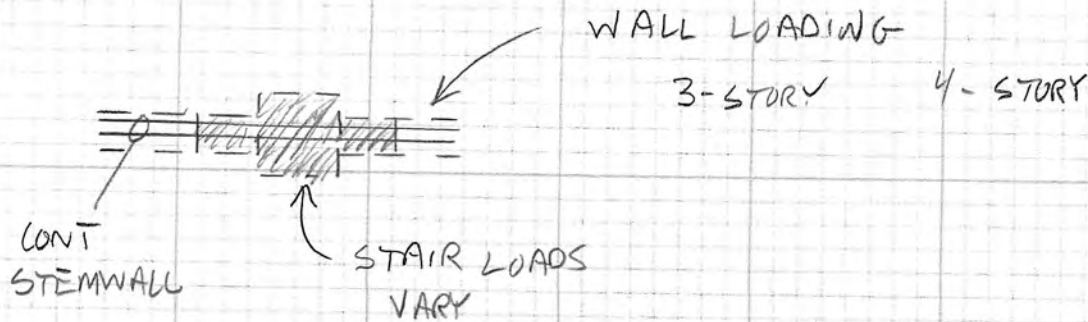 WALL LOADING
3-STORY 4-STORY
CONT
STEMWALL
STAIR LOADS
VARY